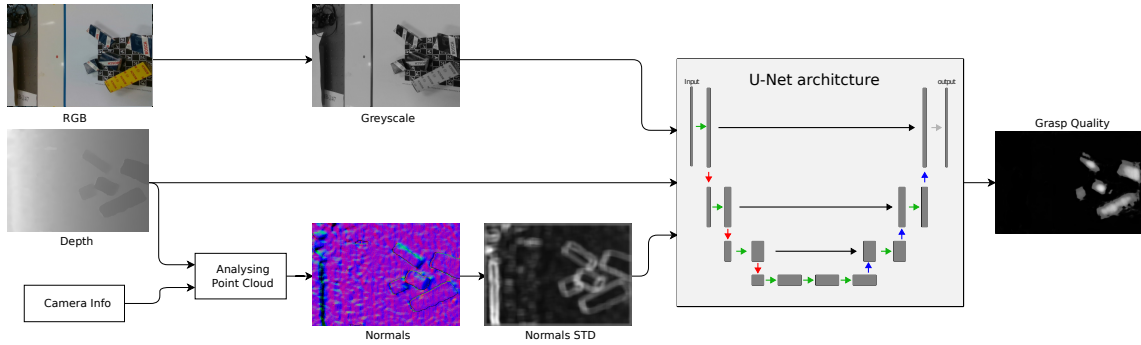 RGB
Greyscale
Depth
Camera Info
Analysing
Point Cloud
Normals
Normals STD
U-Net architcture
Input
output
Grasp Quality